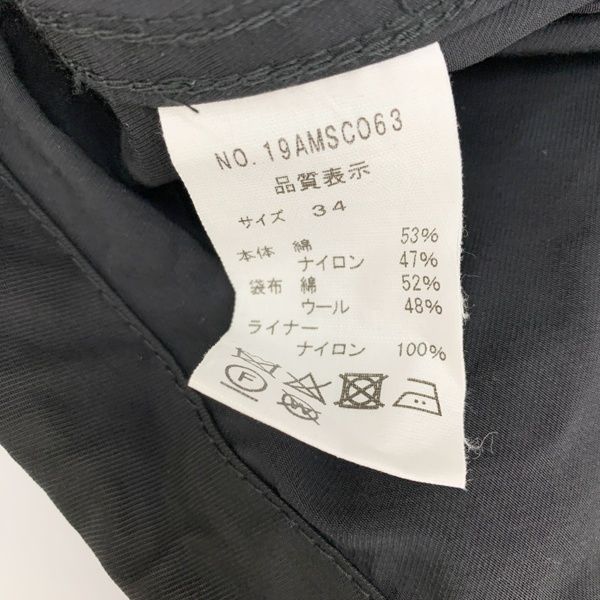 NO.19AMSCO63
品質表示
サイズ 34
本体 綿 53%
ナイロン 47%
袋布 綿 52%
ウール 48%
ライナー
ナイロン 100%
F